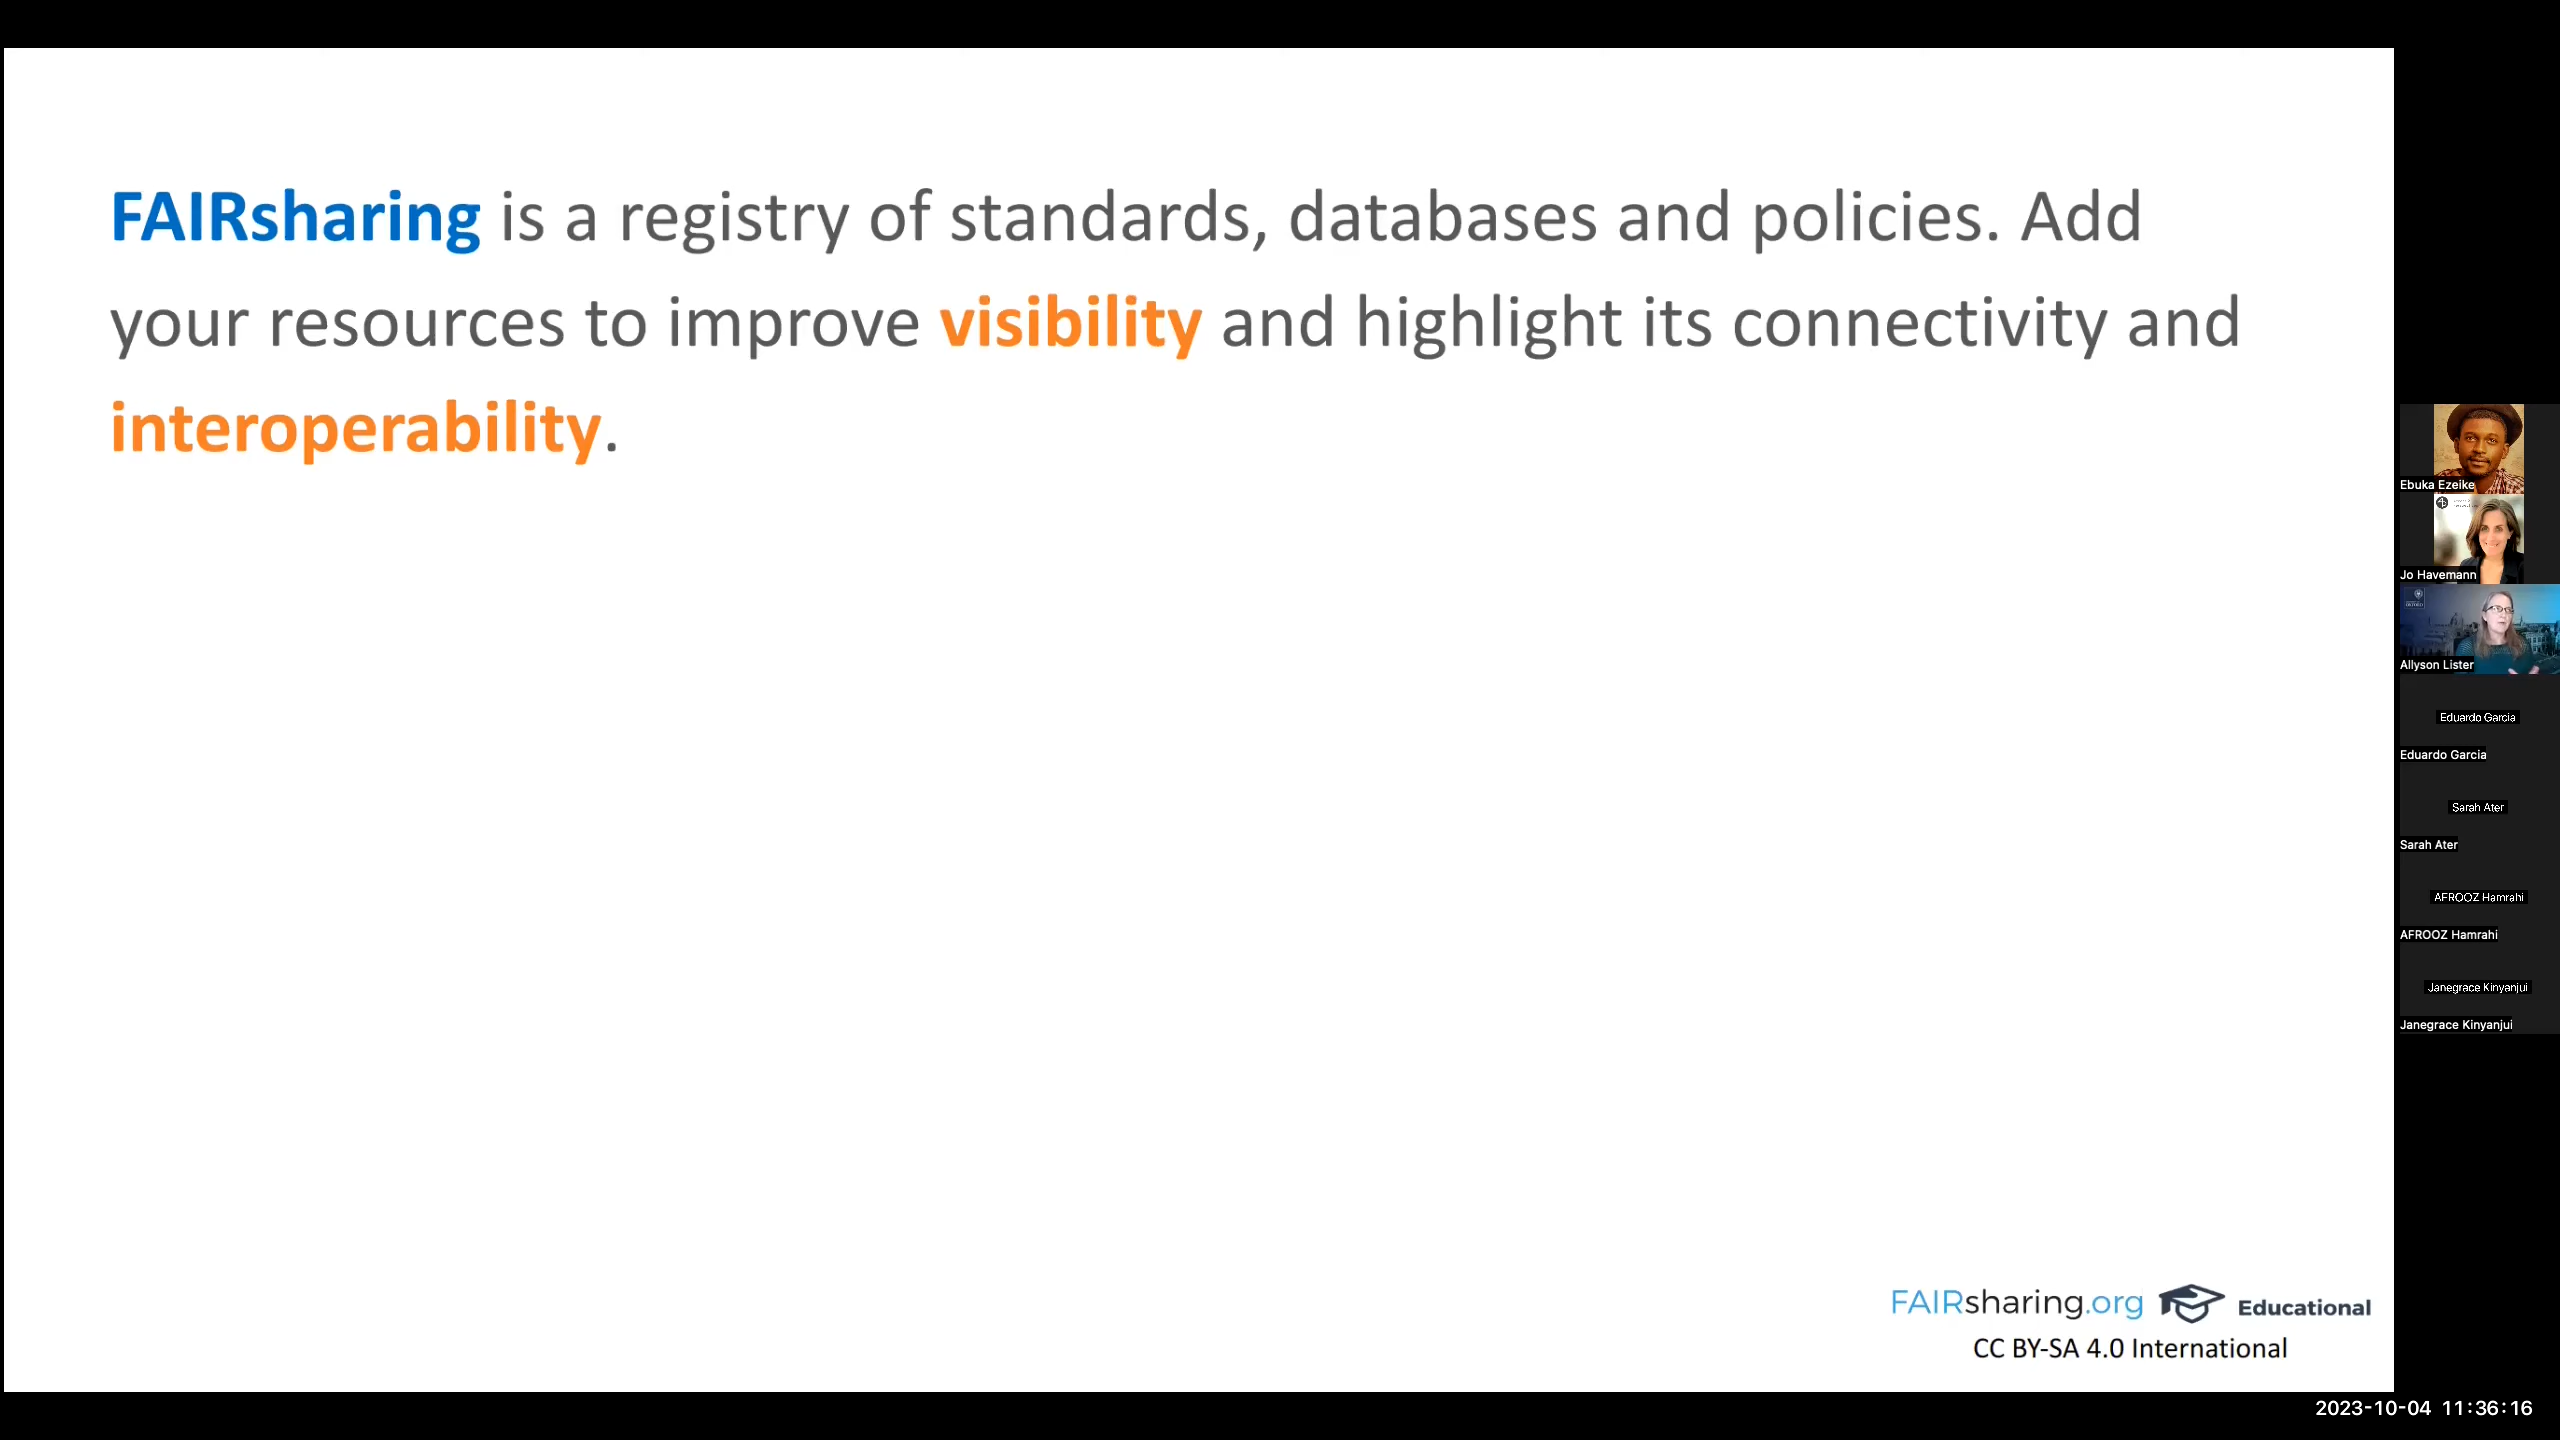 FAIRsharing is a registry of standards, databases and policies. Add
your resources to improve visibility and highlight its connectivity and
interoperability.
FAIRsharing.org Educational
CC BY-SA 4.0 International
Ebuka Ezeike
Jo Havemann
Allyson Lister
Eduardo Garcia
Eduardo Garcia
Sarah Ater
Sarah Ater
AFROOZ Hamrahi
AFROOZ Hamrahi
Janegrace Kinyanjui
Janegrace Kinyanjui
2023-10-04 11:36:16